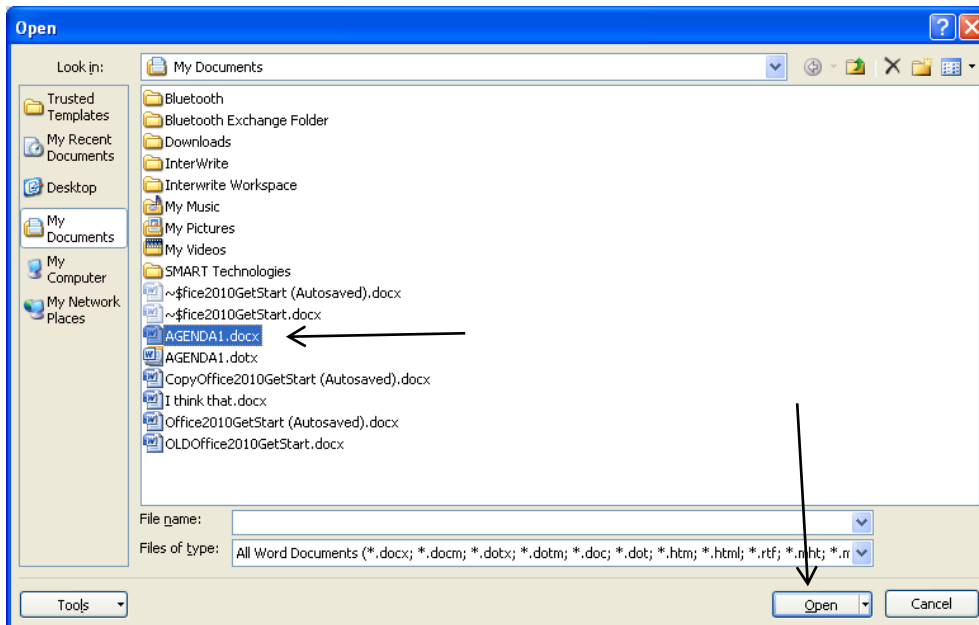 Open
Look in:
My Documents
Trusted
Templates
My Recent
Documents
Desktop
My
Documents
My
Computer
My Network
Places
Bluetooth
Bluetooth Exchange Folder
Downloads
InterWrite
Interwrite Workspace
My Music
My Pictures
My Videos
SMART Technologies
~$fice2010GetStart (Autosaved).docx
~$fice2010GetStart.docx
AGENDA1.docx
AGENDA1.dotx
CopyOffice2010GetStart (Autosaved).docx
I think that.docx
Office2010GetStart (Autosaved).docx
OLDOffice2010GetStart.docx
File name:
Files of type:
All Word Documents (*.docx; *.docm; *.dotx; *.dotm; *.doc; *.dot; *.htm; *.html; *.rtf; *.mht; *.m
Tools
Open
Cancel